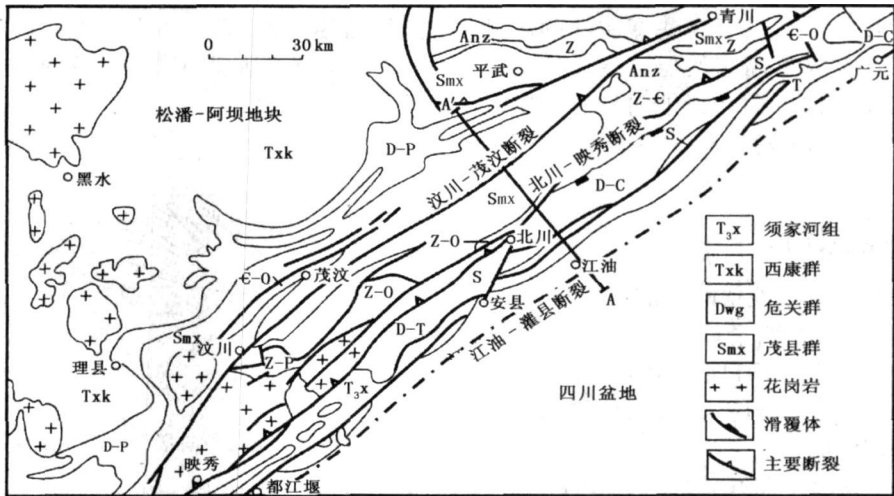 青川
Anz
Z
Smx
Z
Є-O
D-C
0
30 km
平武
Anz
S
广元
Smx
T
A′
Z-Є
松潘-阿坝地块
D-P
S
Txk
汶川-茂汶断裂
北川-映秀断裂
黑水
D-C
Smx
Z-O
北川
T₃x
须家河组
江油
Є-O
茂汶
S
Txk
西康群
Z-O
安县
A
D-T
江油-灌县断裂
Dwg
危关群
Smx
汶川
Smx
茂县群
理县
Z-P
Txk
T₃x
四川盆地
花岗岩
滑覆体
D-P
映秀
主要断裂
都江堰